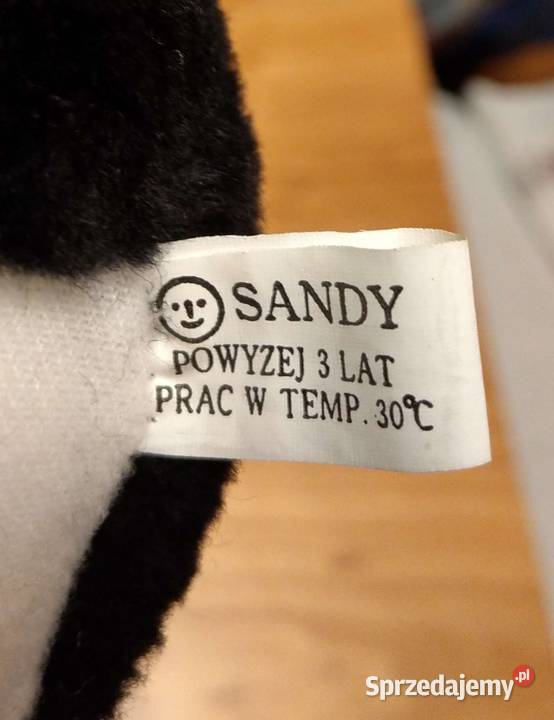 SANDY
POWYZEJ 3 LAT
PRAC W TEMP. 30°C
Sprzedajemy.pl